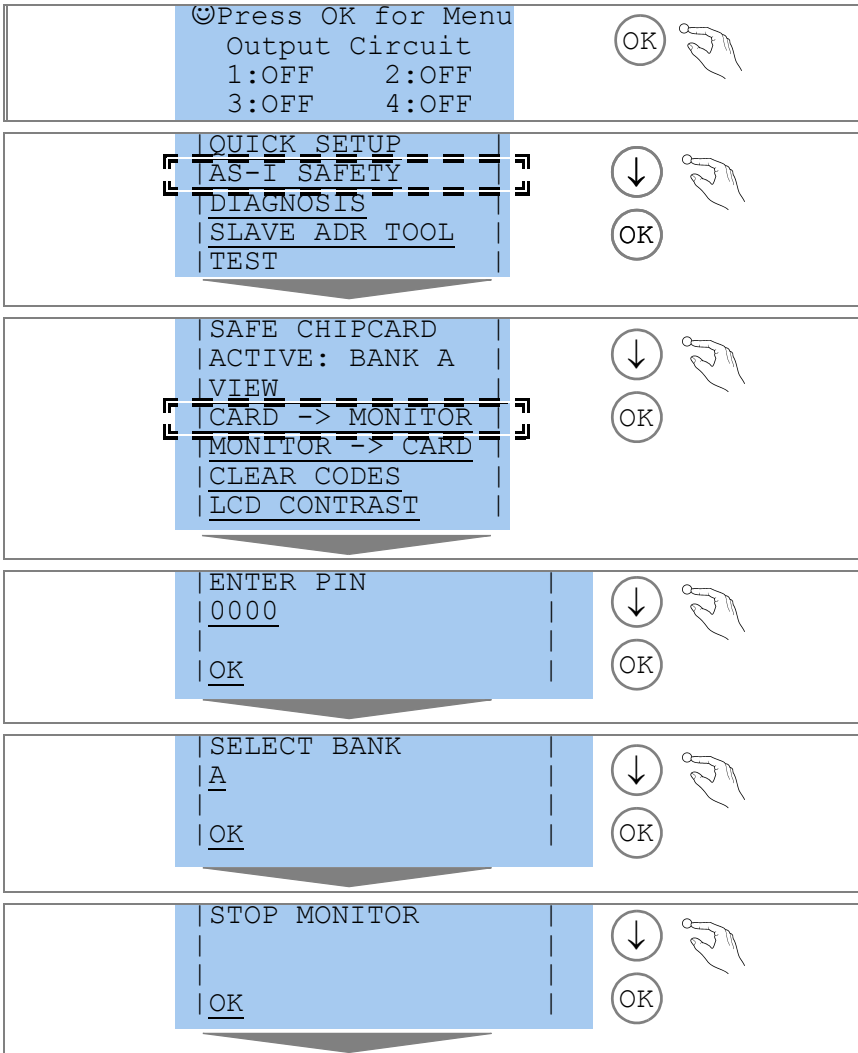 ☺Press OK for Menu
Output Circuit
1:OFF 2:OFF
3:OFF 4:OFF
OK
|QUICK SETUP |
|AS-I SAFETY |
|DIAGNOSIS |
|SLAVE ADR TOOL |
|TEST |
↓
OK
|SAFE CHIPCARD |
|ACTIVE: BANK A |
|VIEW |
|CARD -> MONITOR |
|MONITOR -> CARD|
|CLEAR CODES |
|LCD CONTRAST |
↓
OK
|ENTER PIN |
|0000 |
| |
|OK |
↓
OK
|SELECT BANK |
|A |
| |
|OK |
↓
OK
|STOP MONITOR |
| |
| |
|OK |
↓
OK